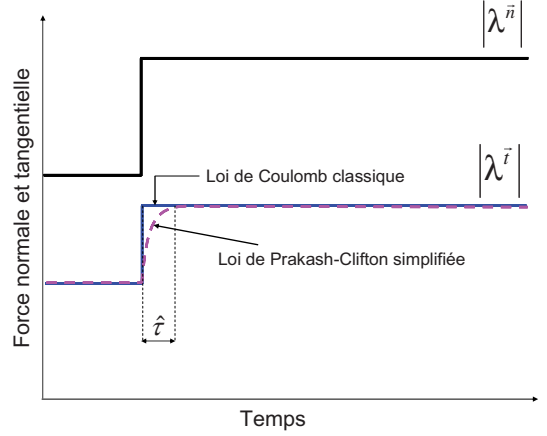 |λ^n⃗|
|λ^t⃗|
Loi de Coulomb classique
Loi de Prakash-Clifton simplifiée
τ̂
Force normale et tangentielle
Temps